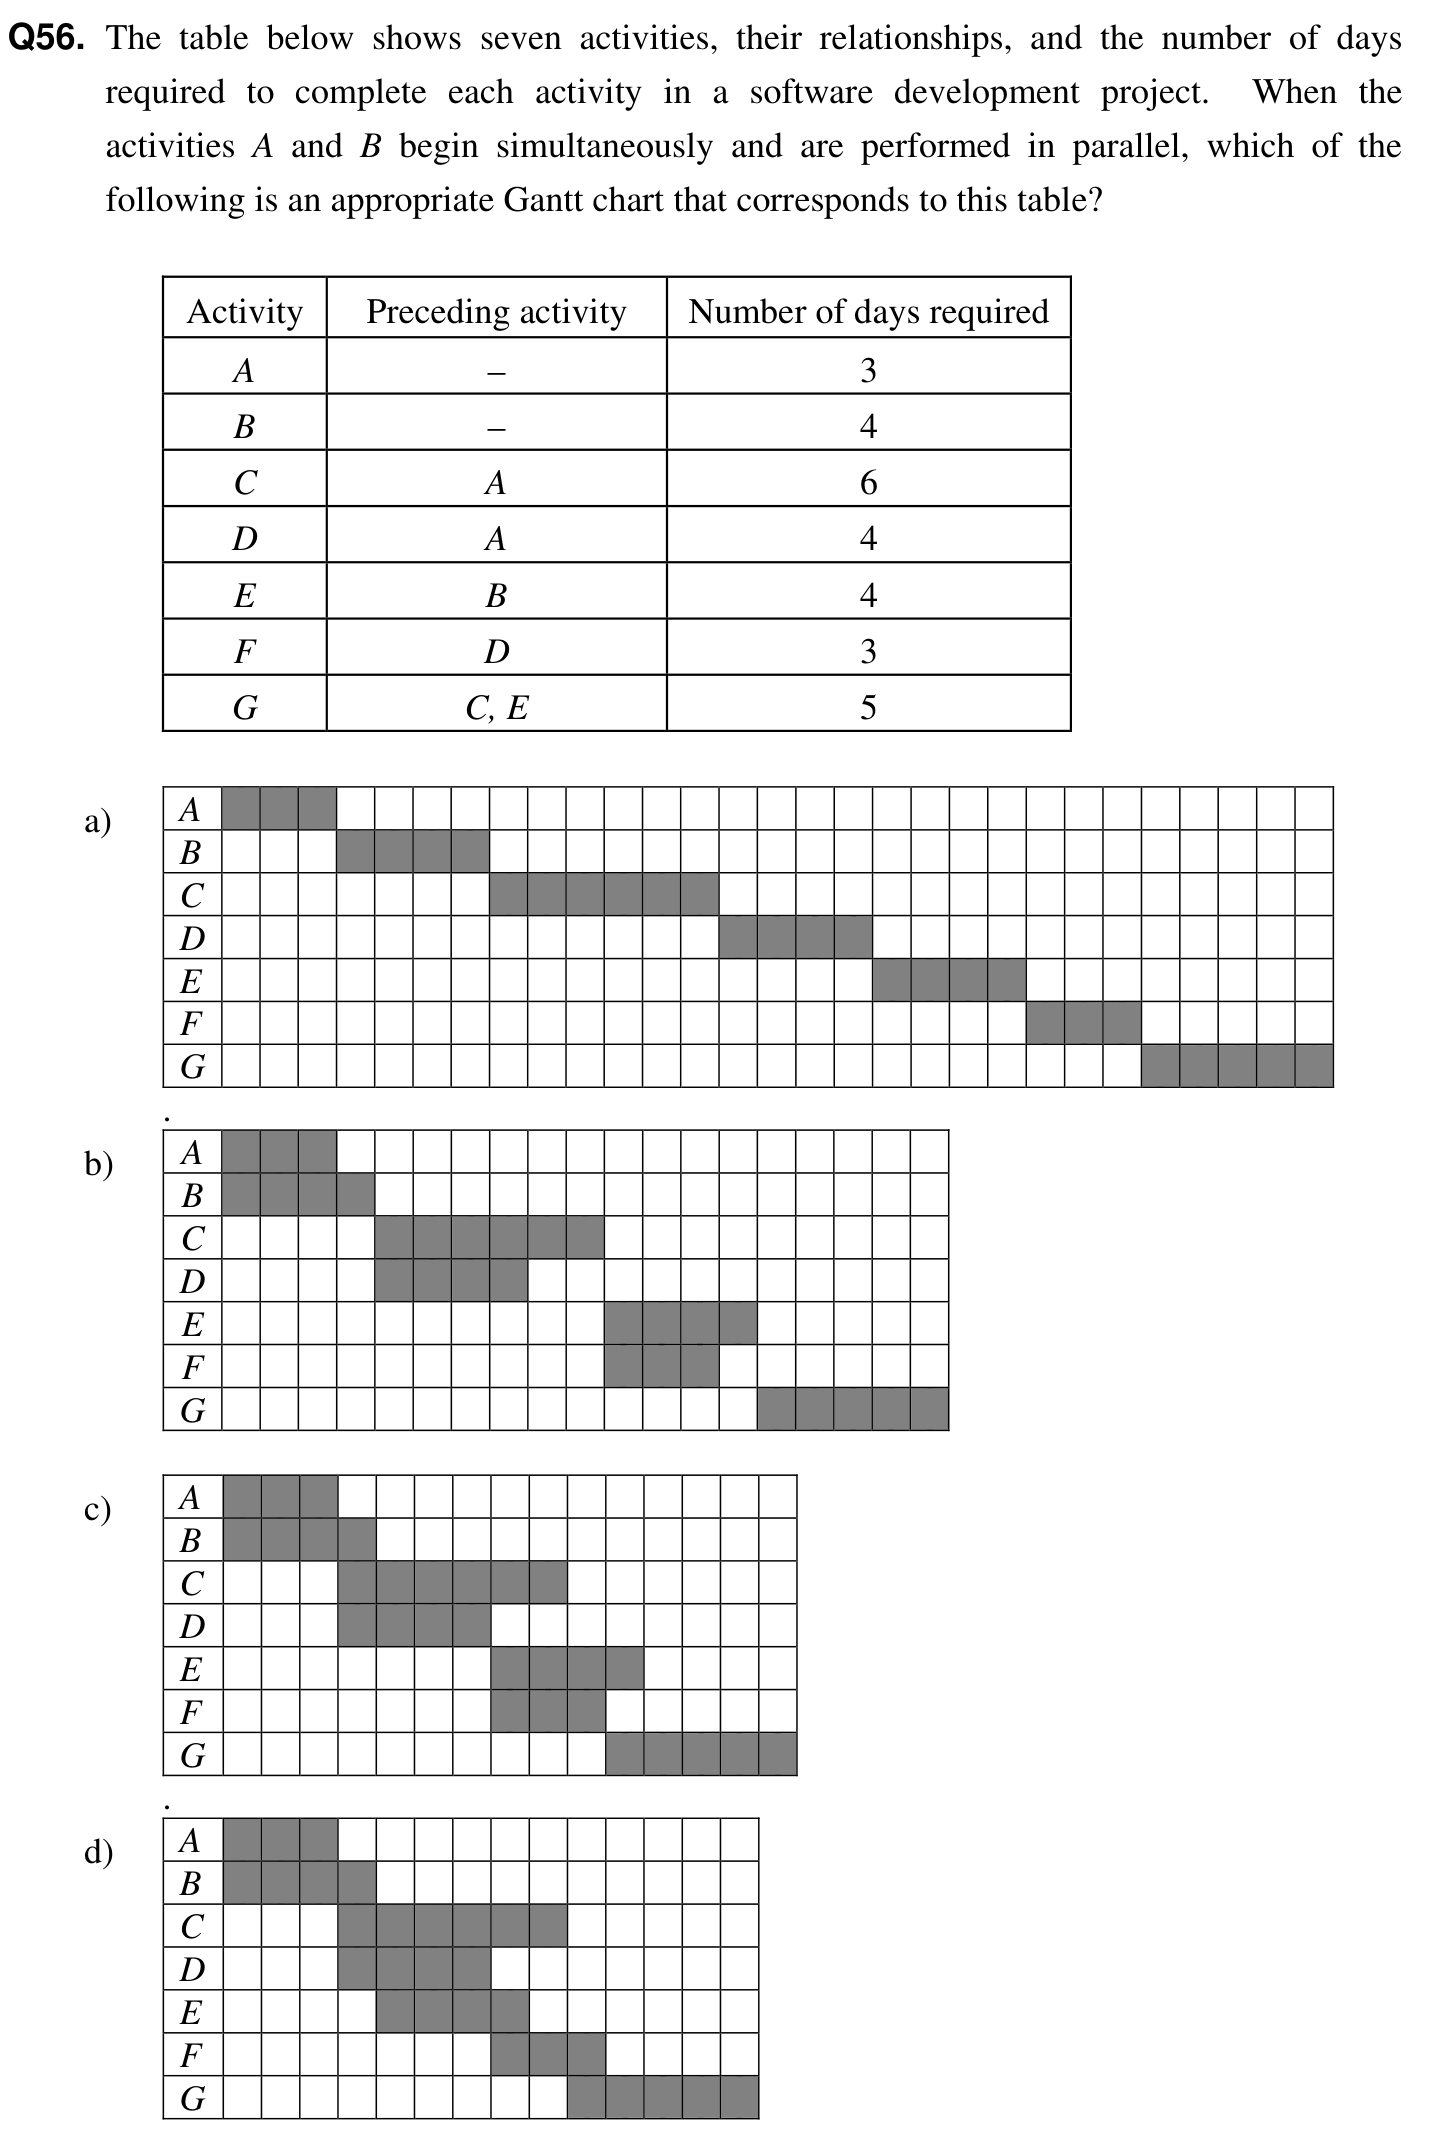 Q56. The table below shows seven activities, their relationships, and the number of days
required to complete each activity in a software development project. When the
activities A and B begin simultaneously and are performed in parallel, which of the
following is an appropriate Gantt chart that corresponds to this table?
Activity Preceding activity Number of days required
A – 3
B – 4
C A 6
D A 4
E B 4
F D 3
G C, E 5
a)
A
B
C
D
E
F
G
.
b)
A
B
C
D
E
F
G
c)
A
B
C
D
E
F
G
.
d)
A
B
C
D
E
F
G